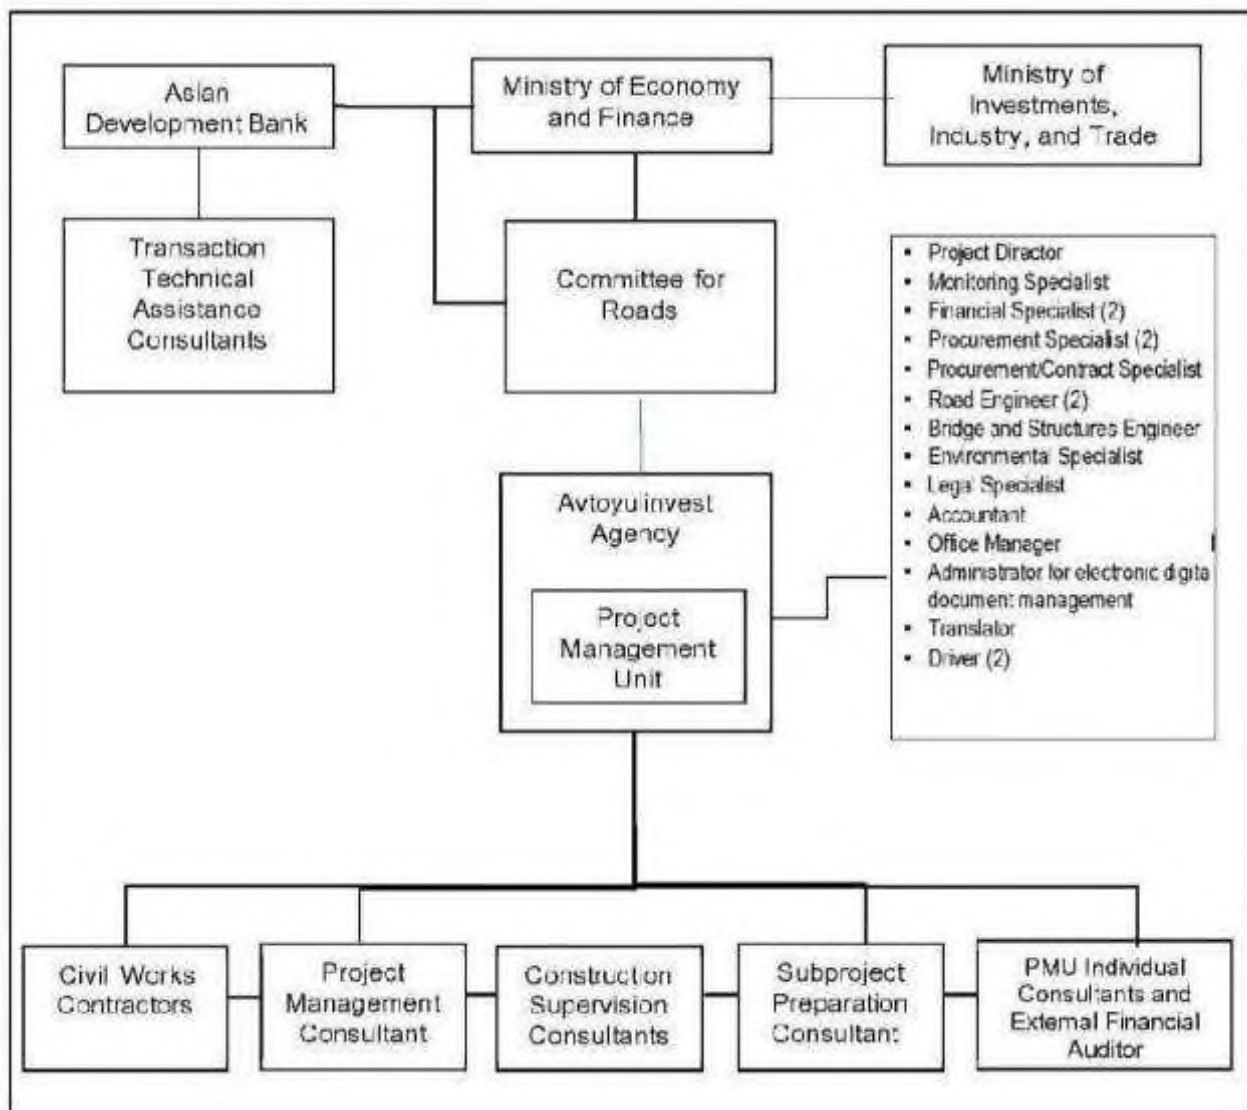 Asian
Development Bank
Ministry of Economy
and Finance
Ministry of
Investments,
Industry, and Trade
Transaction
Technical
Assistance
Consultants
Committee for
Roads
▪ Project Director
▪ Monitoring Specialist
▪ Financial Specialist (2)
▪ Procurement Specialist (2)
▪ Procurement/Contract Specialist
▪ Road Engineer (2)
▪ Bridge and Structures Engineer
▪ Environmental Specialist
▪ Legal Specialist
▪ Accountant
▪ Office Manager
▪ Administrator for electronic digital
document management
▪ Translator
▪ Driver (2)
Avtoyulinvest
Agency
Project
Management
Unit
Civil Works
Contractors
Project
Management
Consultant
Construction
Supervision
Consultants
Subproject
Preparation
Consultant
PMU Individual
Consultants and
External Financial
Auditor